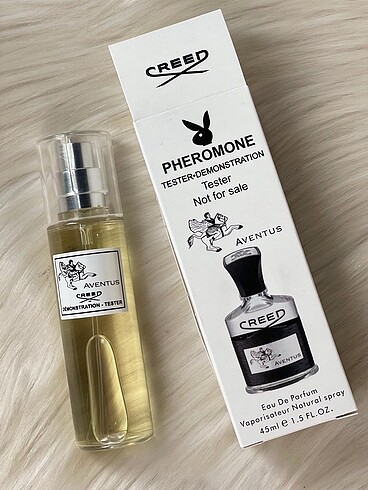 CREED
PHEROMONE
TESTER-DEMONSTRATION
Tester
Not for sale
AVENTUS
CREED
AVENTUS
Eau De Parfum
Vaporisateur Natural spray
45ml e 1.5 FL.OZ.
AVENTUS
CREED
DEMONSTRATION - TESTER